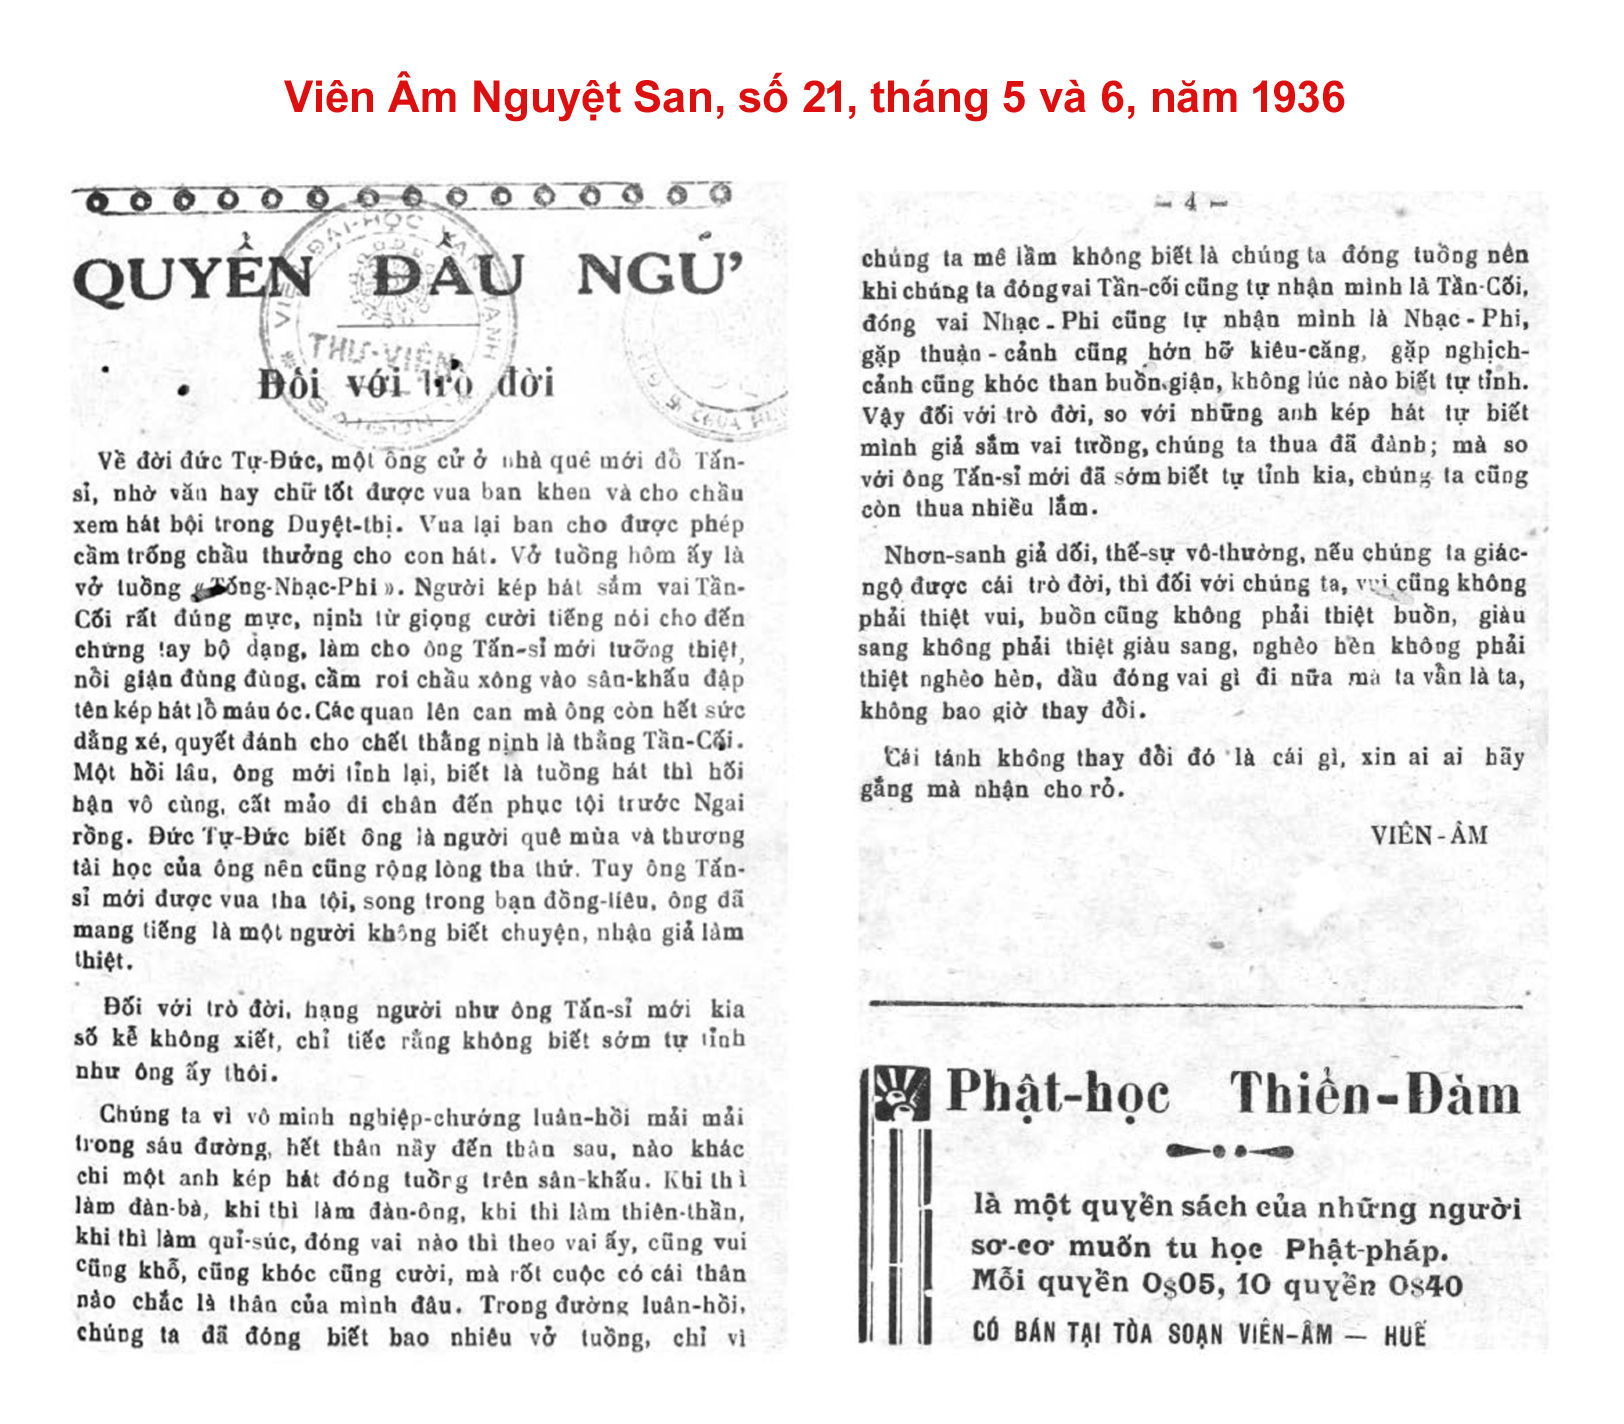 Viên Âm Nguyệt San, số 21, tháng 5 và 6, năm 1936
QUYỂN ĐẦU NGỮ
Đối với trò đời
VIỆN ĐẠI-HỌC VẠN HẠNH
THƯ-VIỆN
SAIGON
Về đời đức Tự-Đức, một ông cử ở nhà quê mới đỗ Tấn-
sỉ, nhờ văn hay chữ tốt được vua ban khen và cho chầu
xem hát bội trong Duyệt-thị. Vua lại ban cho được phép
cầm trống chầu thưởng cho con hát. Vở tuồng hôm ấy là
vở tuồng « Tống-Nhạc-Phi ». Người kép hát sắm vai Tần-
Cối rất đúng mực, nịnh từ giọng cười tiếng nói cho đến
chưng tay bộ dạng, làm cho ông Tấn-sỉ mới tưỡng thiệt,
nỗi giận đùng đùng, cầm roi chầu xông vào sân-khấu đập
tên kép hát lỗ máu óc. Các quan lên can mà ông còn hết sức
dằng xé, quyết đánh cho chết thằng nịnh là thằng Tần-Cối.
Một hồi lâu, ông mới tỉnh lại, biết là tuồng hát thì hối
hận vô cùng, cất mảo đi chân đến phục tội trước Ngai
rồng. Đức Tự-Đức biết ông là người quê mùa và thương
tài học của ông nên cũng rộng lòng tha thứ. Tuy ông Tấn-
sỉ mới được vua tha tội, song trong bạn đồng-liêu, ông đã
mang tiếng là một người không biết chuyện, nhận giả làm
thiệt.
Đối với trò đời, hạng người như ông Tấn-sỉ mới kia
số kễ không xiết, chỉ tiếc rằng không biết sớm tự tỉnh
như ông ấy thôi.
Chúng ta vì vô minh nghiệp-chướng luân-hồi mải mải
trong sáu đường, hết thân nầy đến thân sau, nào khác
chi một anh kép hát đóng tuồng trên sân-khấu. Khi thì
làm đàn-bà, khi thì làm đàn-ông, khi thì làm thiên-thần,
khi thì làm quỉ-súc, đóng vai nào thì theo vai ấy, cũng vui
cũng khỗ, cũng khóc cũng cười, mà rốt cuộc có cái thân
nào chắc là thân của mình đâu. Trong đường luân-hồi,
chúng ta đã đóng biết bao nhiêu vở tuồng, chỉ vì
— 4 —
chúng ta mê lầm không biết là chúng ta đóng tuồng nên
khi chúng ta đóng vai Tần-cối cũng tự nhận mình là Tần-Cối,
đóng vai Nhạc-Phi cũng tự nhận mình là Nhạc-Phi,
gặp thuận-cảnh cũng hớn hỡ kiêu-căng, gặp nghịch-
cảnh cũng khóc than buồn giận, không lúc nào biết tự tỉnh.
Vậy đối với trò đời, so với những anh kép hát tự biết
mình giả sắm vai tường, chúng ta thua đã đành; mà so
với ông Tấn-sỉ mới đã sớm biết tự tỉnh kia, chúng ta cũng
còn thua nhiều lắm.
Nhơn-sanh giả dối, thế-sự vô-thường, nếu chúng ta giác-
ngộ được cái trò đời, thì đối với chúng ta, vui cũng không
phải thiệt vui, buồn cũng không phải thiệt buồn, giàu
sang không phải thiệt giàu sang, nghèo hèn không phải
thiệt nghèo hèn, dầu đóng vai gì đi nữa mà ta vẫn là ta,
không bao giờ thay đỗi.
Cái tánh không thay đỗi đó là cái gì, xin ai ai hãy
gắng mà nhận cho rỏ.
VIÊN-ÂM
Phật-học Thiển-Đàm
là một quyển sách của những người
sơ-cơ muốn tu học Phật-pháp.
Mỗi quyển 0$05, 10 quyển 0$40
CÓ BÁN TẠI TÒA SOẠN VIÊN-ÂM — HUẾ